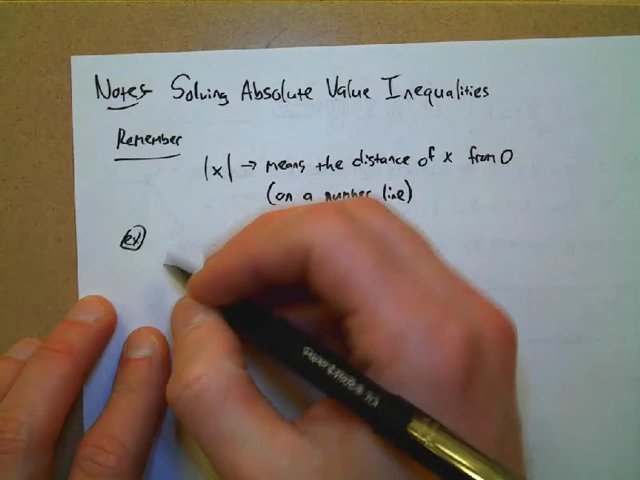 Notes- Solving Absolute Value Inequalities
Remember
|x| → means the distance of x from 0
(on a number line)
ex